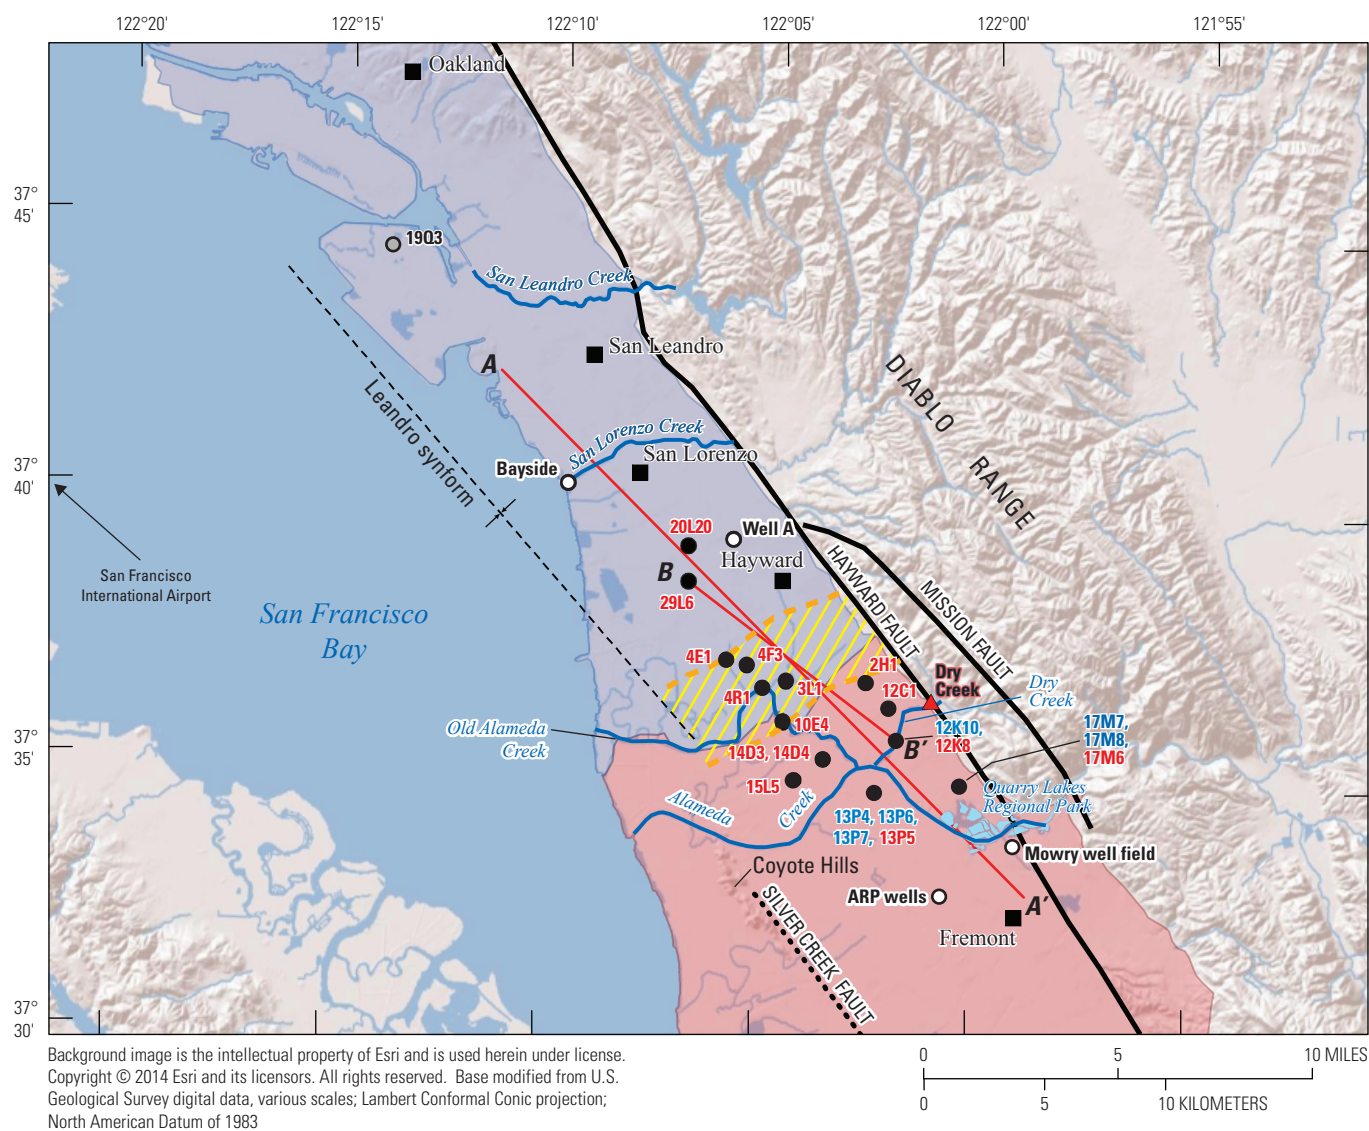 122°20' 122°15' 122°10' 122°05' 122°00' 121°55'
Oakland
37°
45'
1903
San Leandro Creek
San Leandro
A
DIABLO
RANGE
Leandro synform
San Lorenzo Creek
San Lorenzo
Bayside
37°
40'
20L20
Well A
Hayward
B
29L6
HAYWARD FAULT
MISSION FAULT
San Francisco
International Airport
San Francisco
Bay
4E1
4F3
4R1
3L1
2H1
12C1
Dry
Creek
Dry
Creek
10E4
12K10,
12K8
B'
17M7,
17M8,
17M6
Old Alameda
Creek
37°
35'
14D3, 14D4
15L5
Alameda
Creek
13P4, 13P6,
13P7, 13P5
Quarry Lakes
Regional Park
Mowry well field
Coyote Hills
ARP wells
A'
Fremont
SILVER CREEK FAULT
37°
30'
Background image is the intellectual property of Esri and is used herein under license.
Copyright © 2014 Esri and its licensors. All rights reserved. Base modified from U.S.
Geological Survey digital data, various scales; Lambert Conformal Conic projection;
North American Datum of 1983
0 5 10 MILES
0 5 10 KILOMETERS